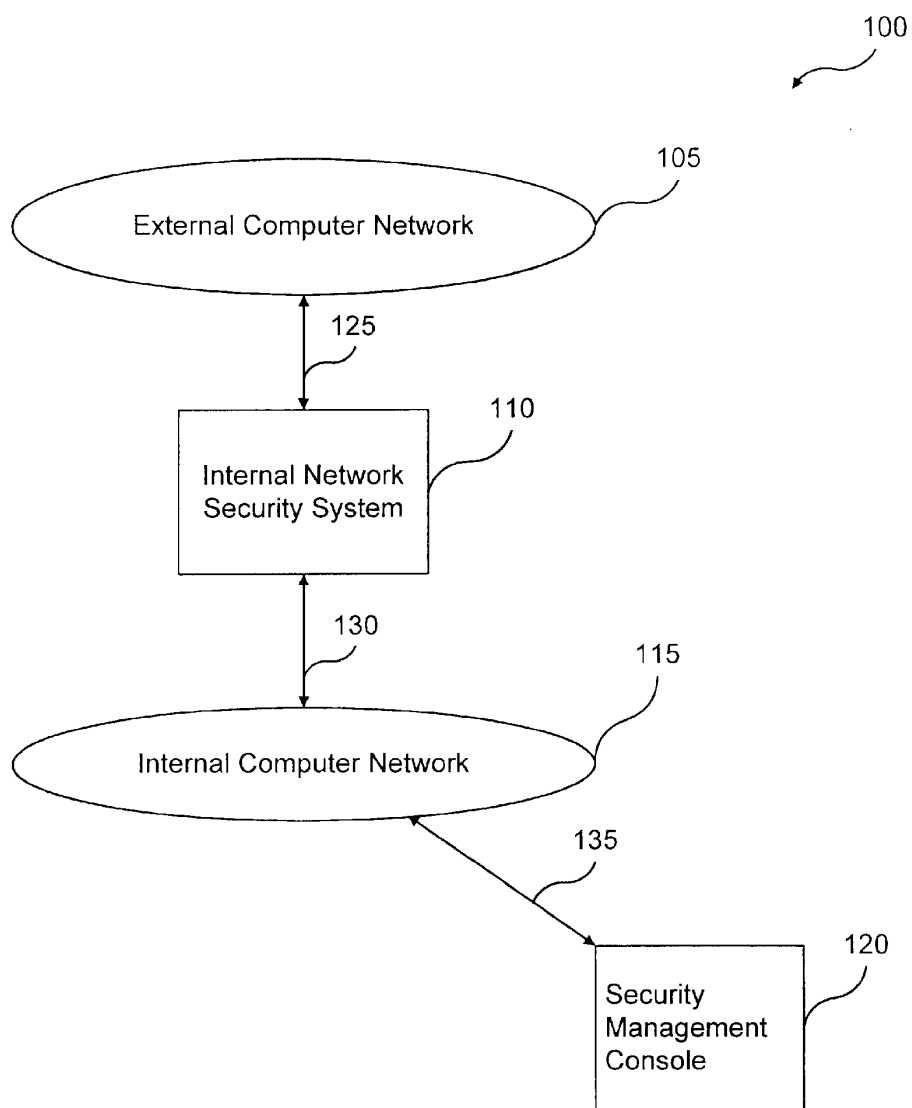 100
105
External Computer Network
125
110
Internal Network
Security System
130
115
Internal Computer Network
135
120
Security
Management
Console